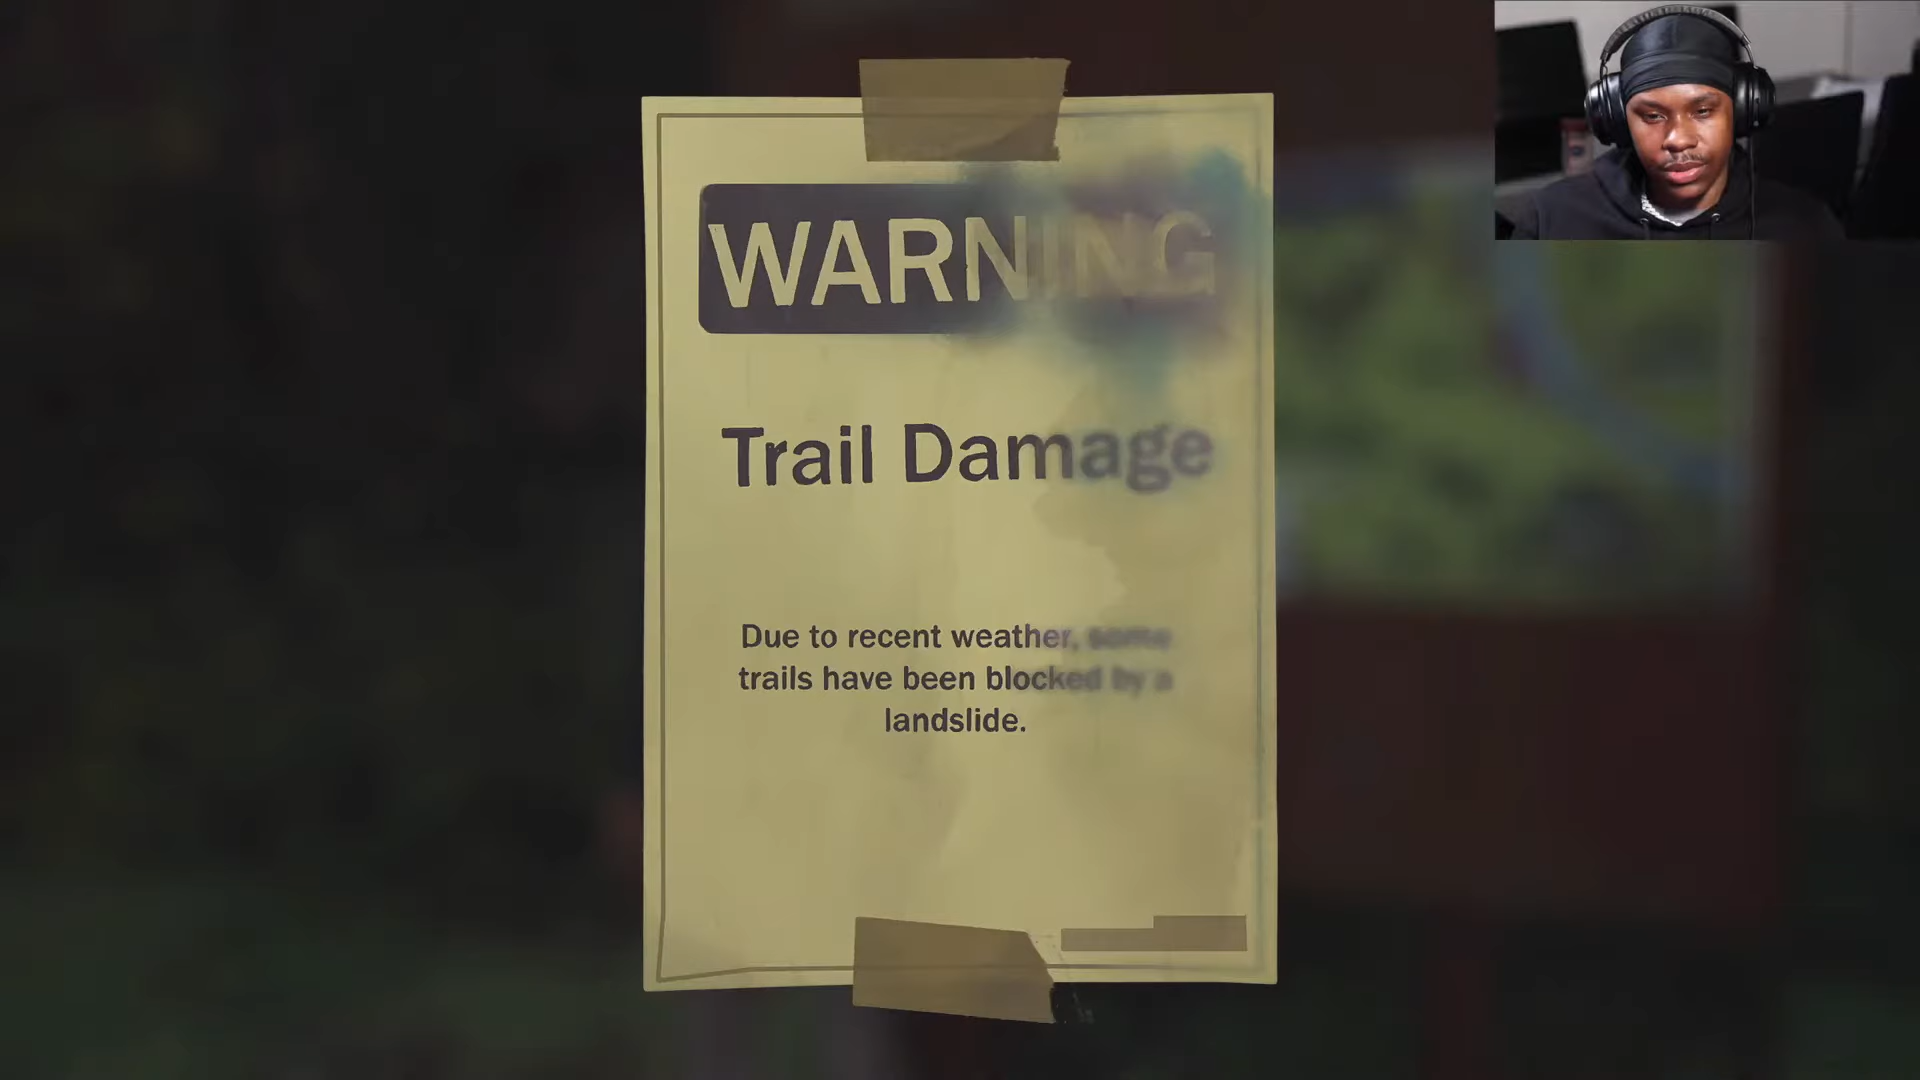 WARNING
Trail Damage
Due to recent weather, some
trails have been blocked by a
landslide.